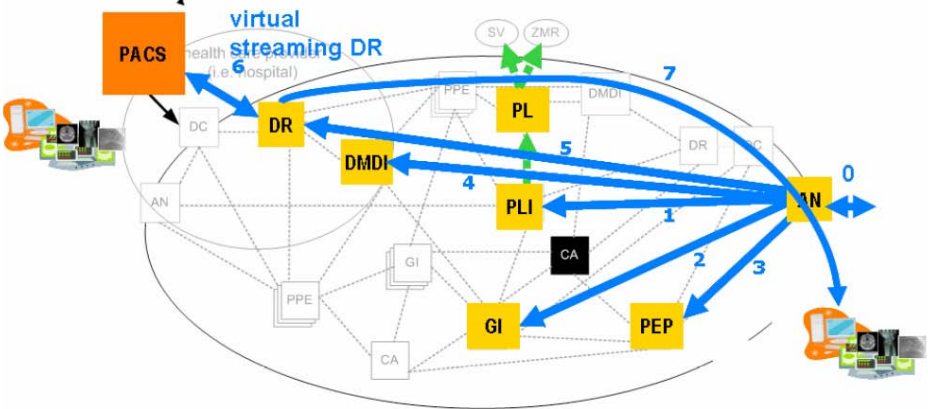 virtual
streaming DR
PACS
health care provider
(i.e. hospital)
6
SV
ZMR
7
PPE
PL
DMDI
DC
DR
DMDI
5
4
DR
DC
0
AN
PLI
1
AN
2
3
CA
GI
PPE
GI
PEP
CA